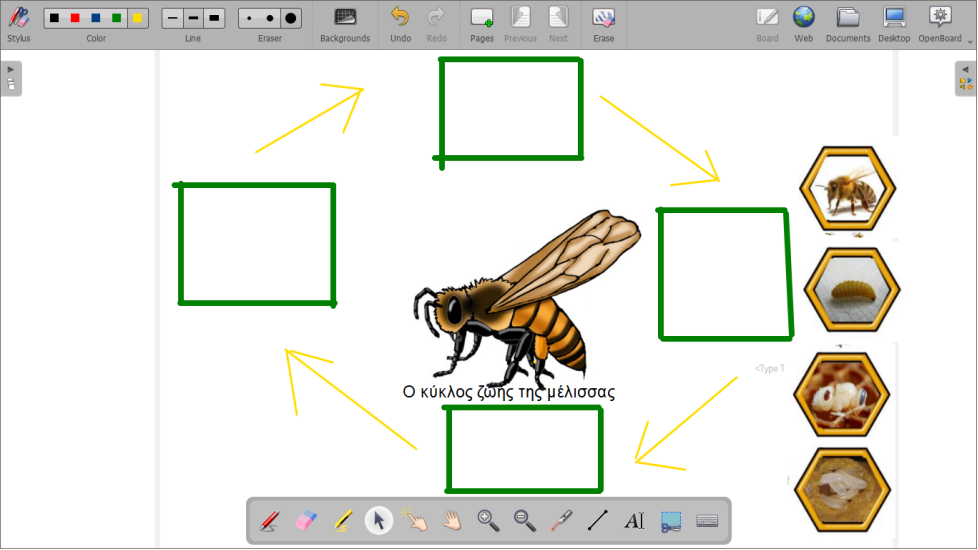 Stylus
Color
Line
Eraser
Backgrounds
Undo
Redo
Pages
Previous
Next
Erase
Board
Web
Documents
Desktop
OpenBoard
<Type T
Ο κύκλος ζωής της μέλισσας
AI